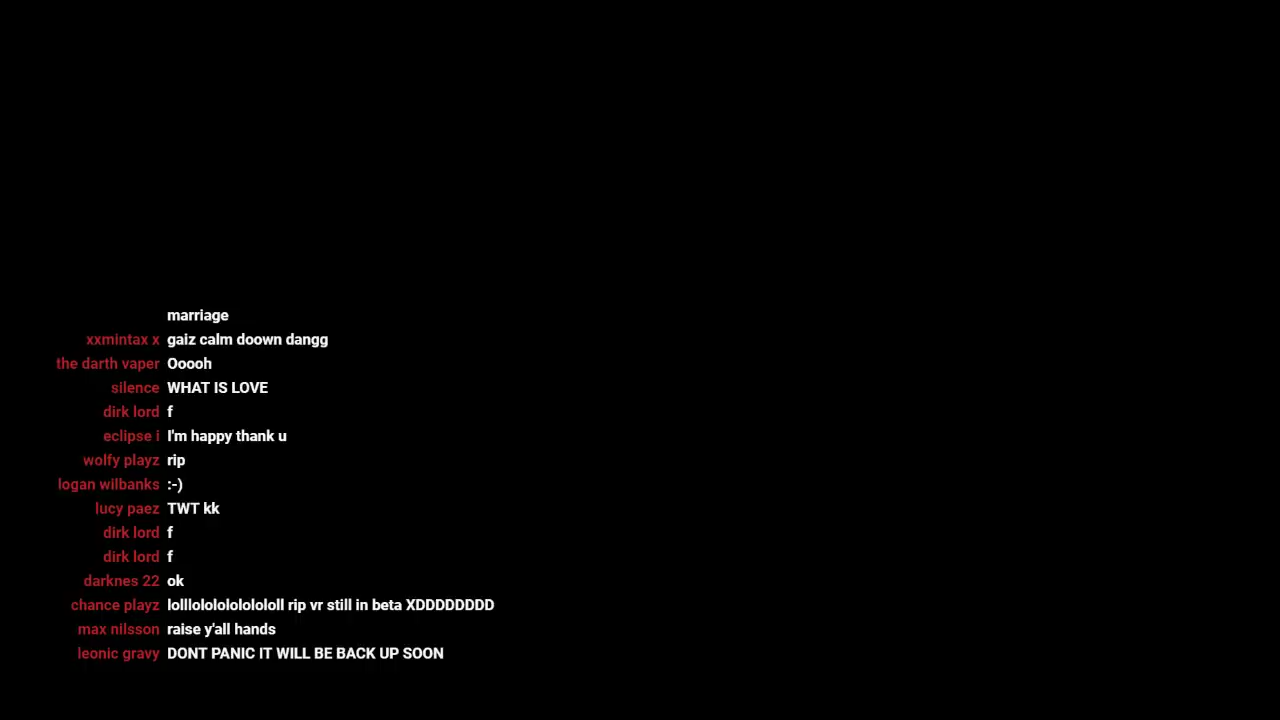 marriage
xxmintax x gaiz calm doown dangg
the darth vaper Ooooh
silence WHAT IS LOVE
dirk lord f
eclipse i I'm happy thank u
wolfy playz rip
logan wilbanks :-)
lucy paez TWT kk
dirk lord f
dirk lord f
darknes 22 ok
chance playz lolllolololololololl rip vr still in beta XDDDDDDDD
max nilsson raise y'all hands
leonic gravy DONT PANIC IT WILL BE BACK UP SOON